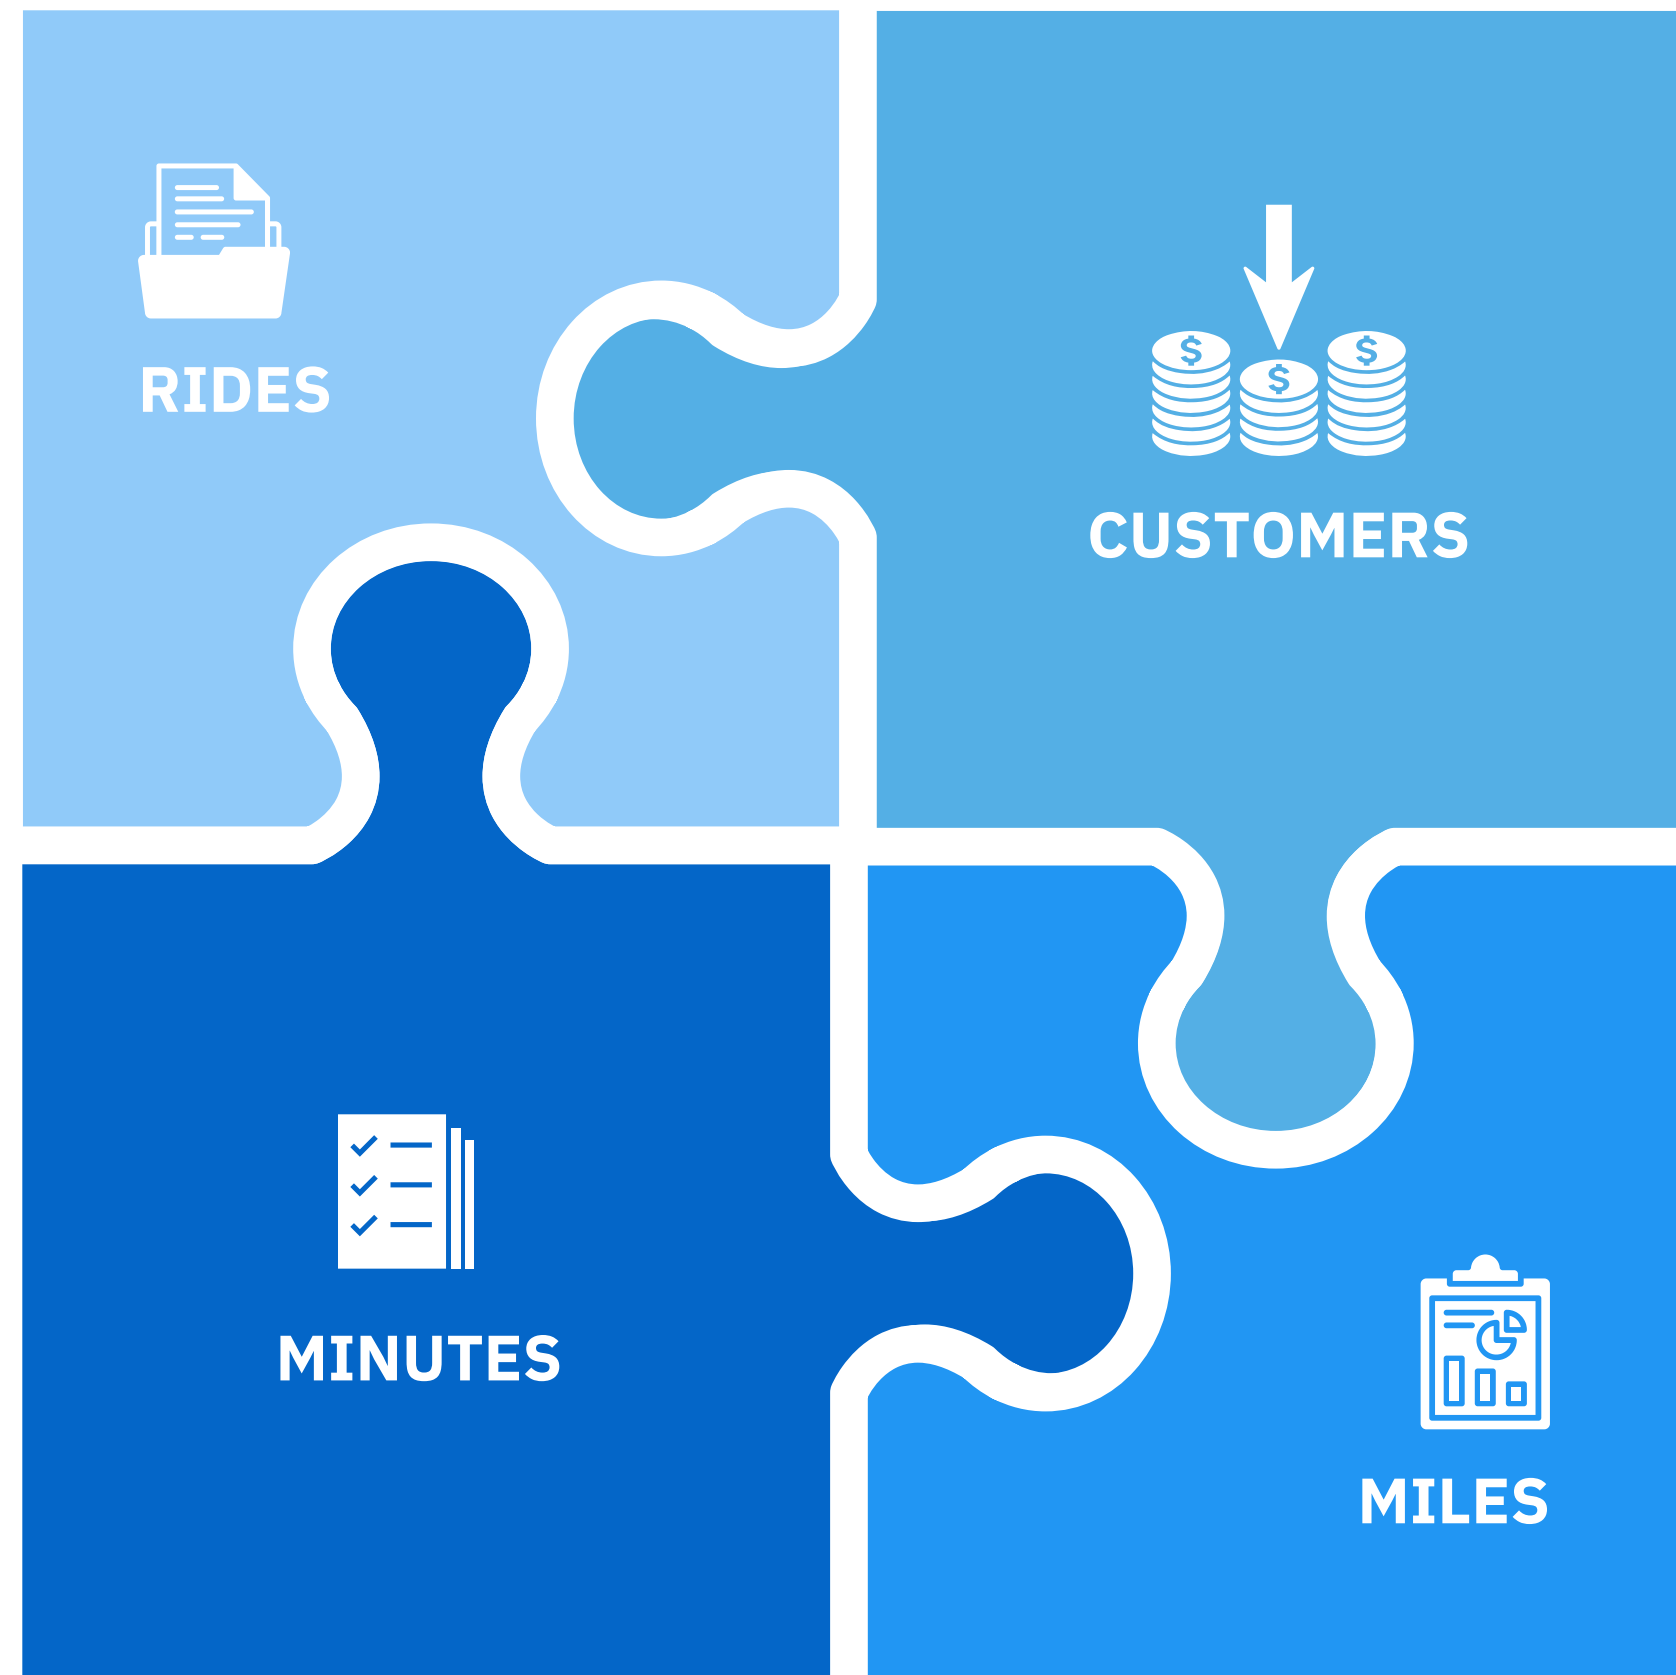 RIDES
$ $ $
CUSTOMERS
MINUTES
MILES